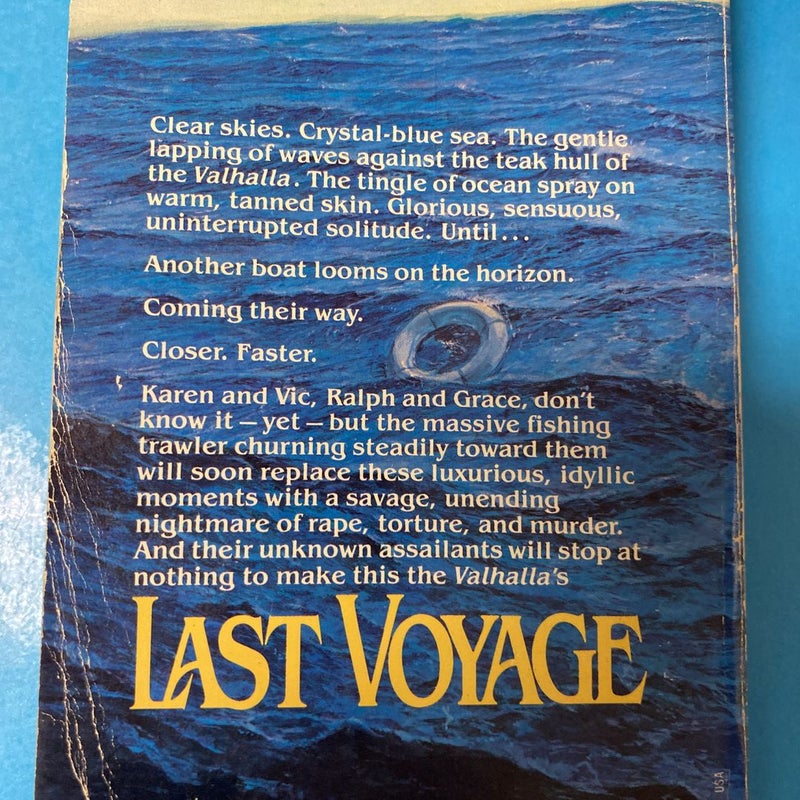 Clear skies. Crystal-blue sea. The gentle
lapping of waves against the teak hull of
the Valhalla. The tingle of ocean spray on
warm, tanned skin. Glorious, sensuous,
uninterrupted solitude. Until...
Another boat looms on the horizon.
Coming their way.
Closer. Faster.
Karen and Vic, Ralph and Grace, don't
know it – yet – but the massive fishing
trawler churning steadily toward them
will soon replace these luxurious, idyllic
moments with a savage, unending
nightmare of rape, torture, and murder.
And their unknown assailants will stop at
nothing to make this the Valhalla's
LAST VOYAGE
USA